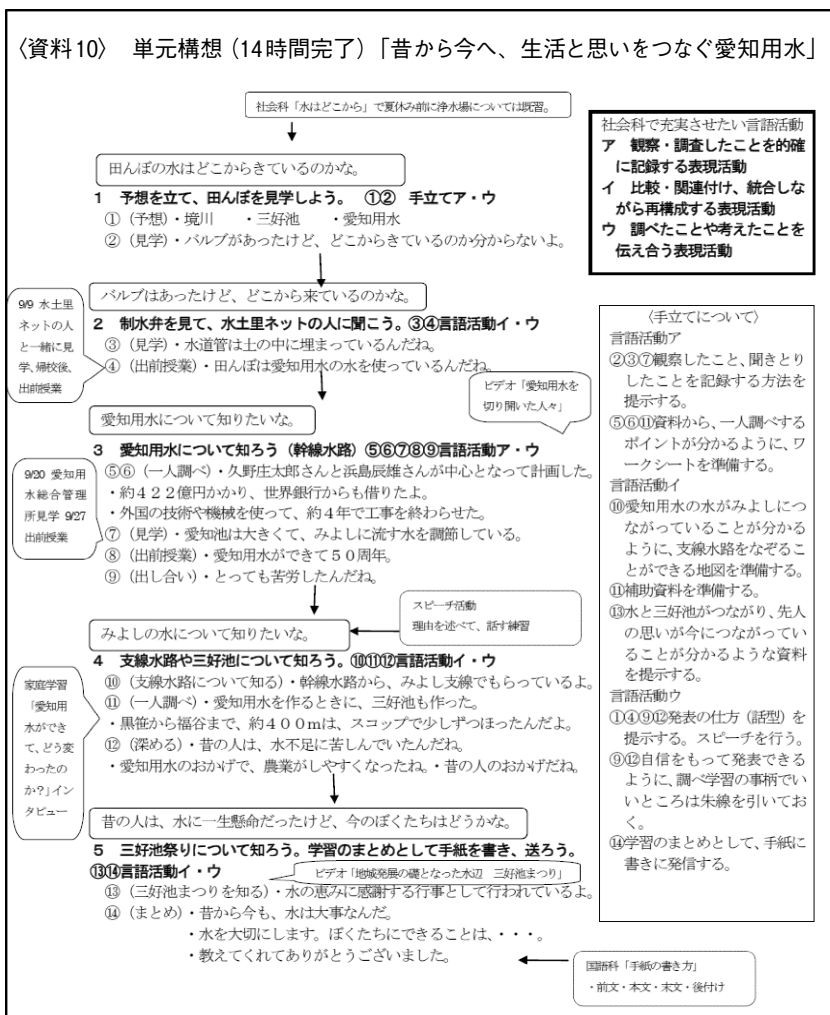 〈資料10〉 単元構想(14時間完了)「昔から今へ、生活と思いをつなぐ愛知用水」
社会科「水はどこから」で夏休み前に浄水場については既習。
田んぼの水はどこからきているのかな。
1 予想を立て、田んぼを見学しよう。 ①② 手立てア・ウ
①(予想)・境川 ・三好池 ・愛知用水
②(見学)・バルブがあったけど、どこからきているのか分からないよ。
バルブはあったけど、どこから来ているのかな。
9/9 水土里
ネットの人
と一緒に見
学、帰校後、
出前授業
2 制水弁を見て、水土里ネットの人に聞こう。③④言語活動イ・ウ
③(見学)・水道管は土の中に埋まっているんだね。
④(出前授業)・田んぼは愛知用水の水を使っているんだね。
ビデオ「愛知用水を
切り開いた人々」
愛知用水について知りたいな。
3 愛知用水について知ろう(幹線水路)⑤⑥⑦⑧⑨言語活動ア・ウ
9/20 愛知用
水総合管理
所見学 9/27
出前授業
⑤⑥(一人調べ)・久野庄太郎さんと浜島辰雄さんが中心となって計画した。
・約422億円かかり、世界銀行からも借りたよ。
・外国の技術や機械を使って、約4年で工事を終わらせた。
⑦(見学)・愛知池は大きくて、みよしに流す水を調節している。
⑧(出前授業)・愛知用水ができて50周年。
⑨(出し合い)・とっても苦労したんだね。
スピーチ活動
理由を述べて、話す練習
みよしの水について知りたいな。
4 支線水路や三好池について知ろう。⑩⑪⑫言語活動イ・ウ
家庭学習
「愛知用
水ができ
て、どう変
わったの
か?」イン
タビュー
⑩(支線水路について知る)・幹線水路から、みよし支線でもらっているよ。
⑪(一人調べ)・愛知用水を作るときに、三好池も作った。
・黒笹から福谷まで、約400mは、スコップで少しずつほったんだよ。
⑫(深める)・昔の人は、水不足に苦しんでいたんだね。
・愛知用水のおかげで、農業がしやすくなったね。・昔の人のおかげだね。
昔の人は、水に一生懸命だったけど、今のぼくたちはどうかな。
5 三好池祭りについて知ろう。学習のまとめとして手紙を書き、送ろう。
⑬⑭言語活動イ・ウ
ビデオ「地域発展の礎となった水辺 三好池まつり」
⑬(三好池まつりを知る)・水の恵みに感謝する行事として行われているよ。
⑭(まとめ)・昔から今も、水は大事なんだ。
・水を大切にします。ぼくたちにできることは、・・・。
・教えてくれてありがとうございました。
国語科「手紙の書き方」
・前文・本文・末文・後付け
社会科で充実させたい言語活動
ア 観察・調査したことを的確
に記録する表現活動
イ 比較・関連付け、統合しな
がら再構成する表現活動
ウ 調べたことや考えたことを
伝え合う表現活動
〈手立てについて〉
言語活動ア
②③⑦観察したこと、聞きとり
したことを記録する方法を
提示する。
⑤⑥⑪資料から、一人調べする
ポイントが分かるように、ワ
ークシートを準備する。
言語活動イ
⑩愛知用水の水がみよしにつ
ながっていることが分かる
ように、支線水路をなぞるこ
とができる地図を準備する。
⑪補助資料を準備する。
⑬水と三好池がつながり、先人
の思いが今につながってい
ることが分かるような資料
を提示する。
言語活動ウ
①④⑨⑫発表の仕方(話型)を
提示する。スピーチを行う。
⑨⑫自信をもって発表できる
ように、調べ学習の事柄でい
いところは朱線を引いてお
く。
⑭学習のまとめとして、手紙に
書きに発信する。